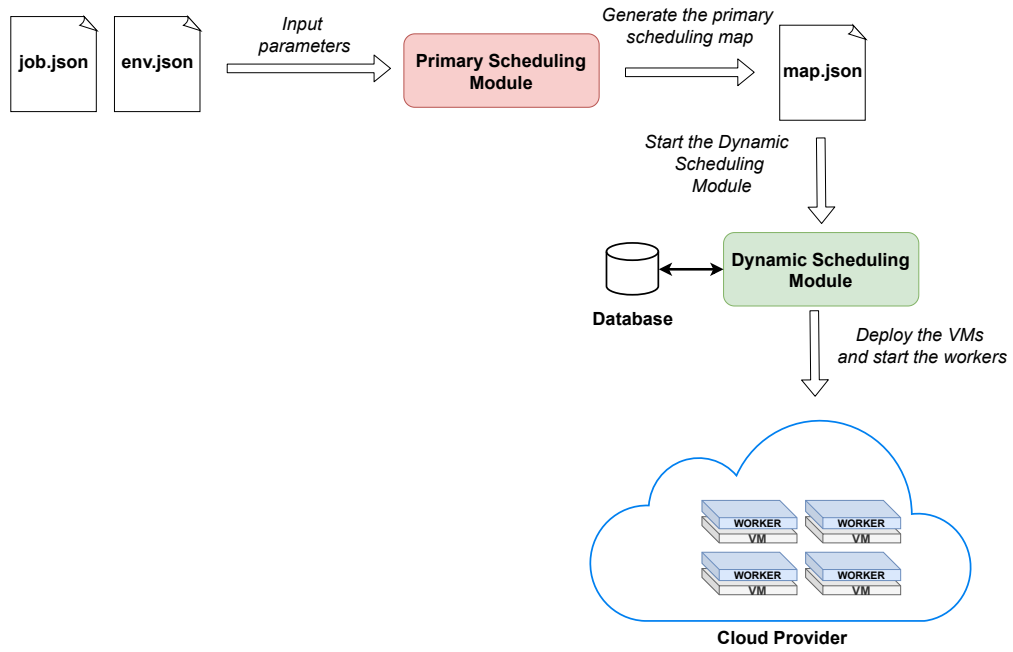 job.json
env.json
Input
parameters
Primary Scheduling
Module
Generate the primary
scheduling map
map.json
Start the Dynamic
Scheduling
Module
Dynamic Scheduling
Module
Database
Deploy the VMs
and start the workers
WORKER
VM
WORKER
VM
WORKER
VM
WORKER
VM
Cloud Provider